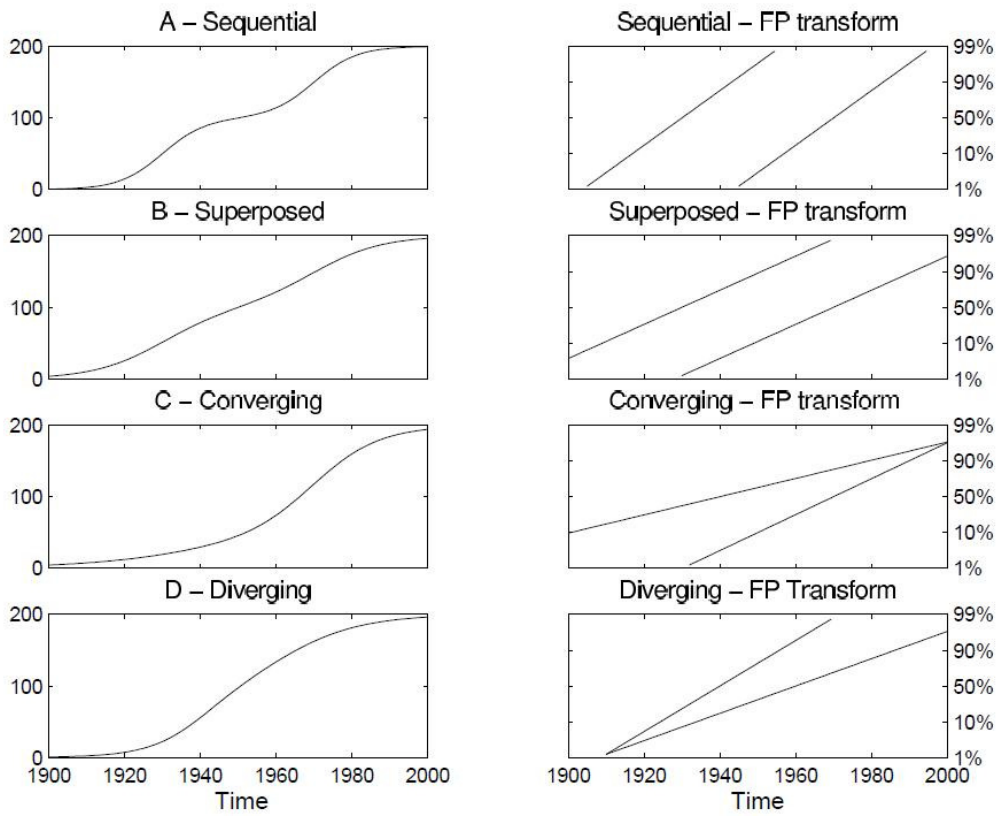 A – Sequential
200
100
0
Sequential – FP transform
99%
90%
50%
10%
1%
B – Superposed
200
100
0
Superposed – FP transform
99%
90%
50%
10%
1%
C – Converging
200
100
0
Converging – FP transform
99%
90%
50%
10%
1%
D – Diverging
200
100
0
1900 1920 1940 1960 1980 2000
Time
Diverging – FP Transform
99%
90%
50%
10%
1%
1900 1920 1940 1960 1980 2000
Time